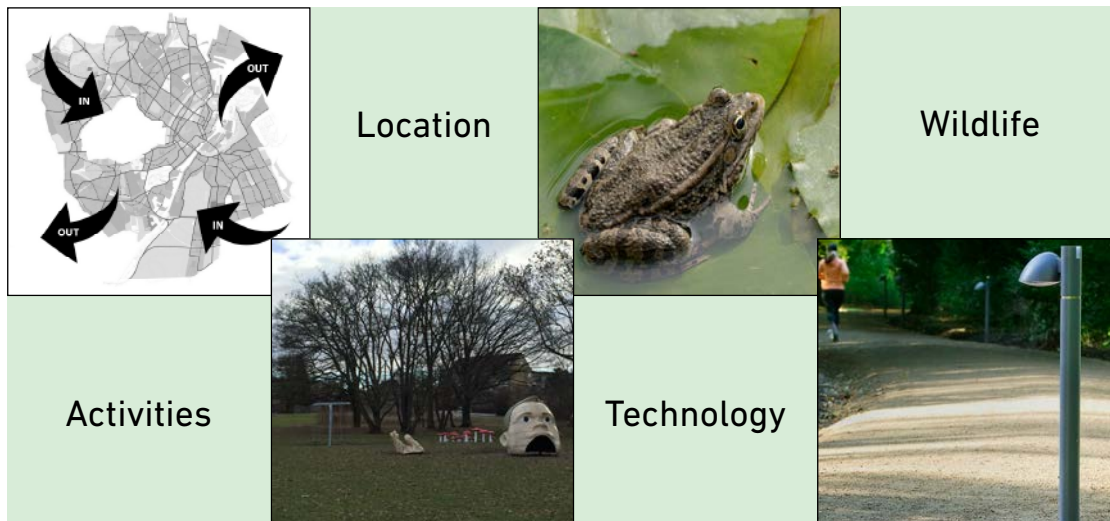 OUT
IN
Location
Wildlife
OUT
IN
Activities
Technology